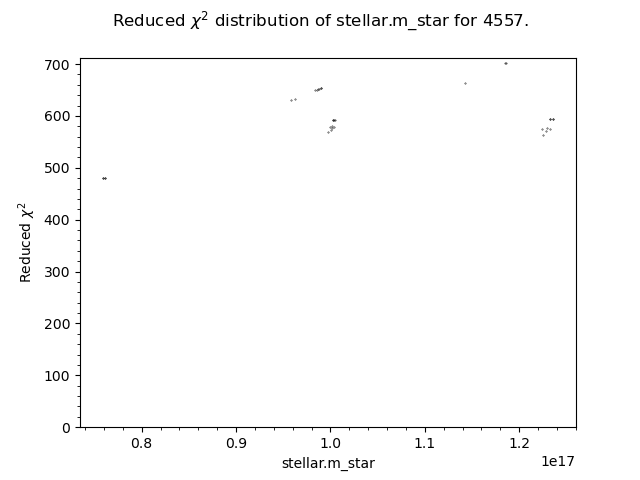 Reduced χ² distribution of stellar.m_star for 4557.
700
600
500
400
300
200
100
0
Reduced χ²
0.8 0.9 1.0 1.1 1.2
1e17
stellar.m_star